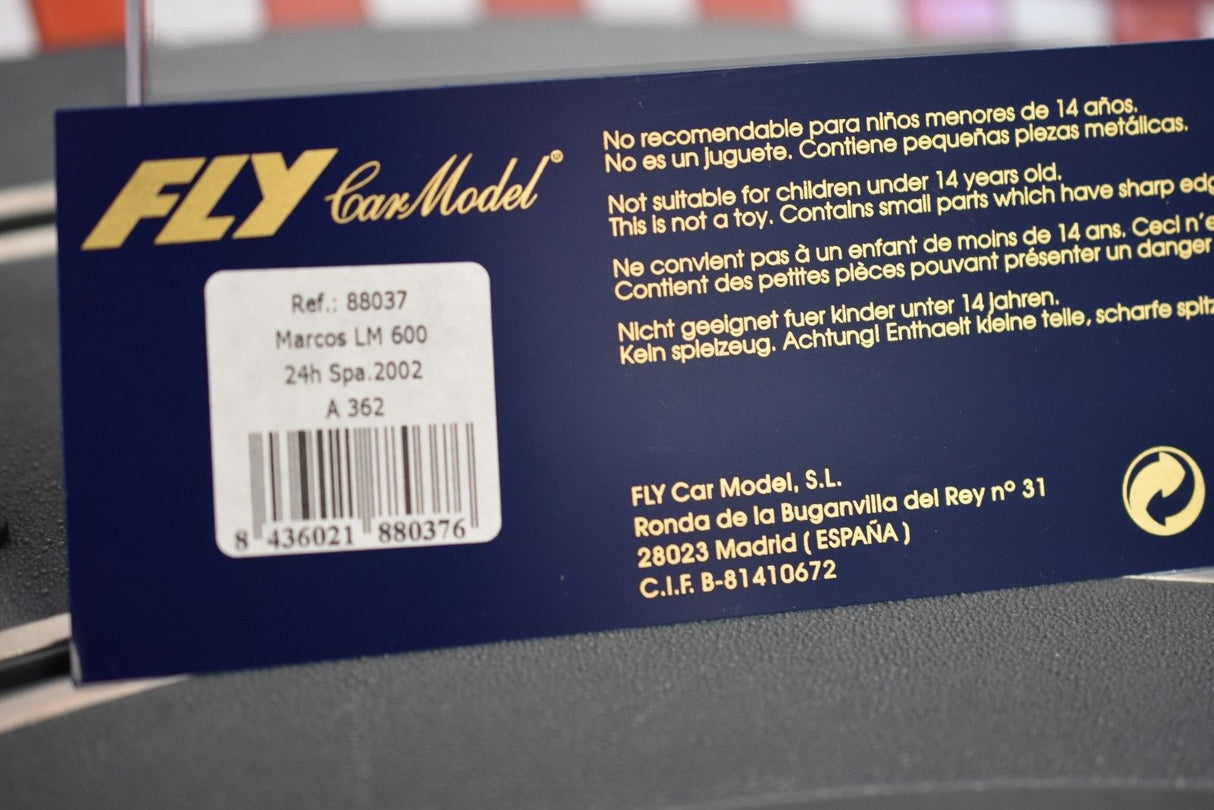 FLY Car Model®
Ref.: 88037
Marcos LM 600
24h Spa.2002
A 362
8 436021 880376
No recomendable para niños menores de 14 años.
No es un juguete. Contiene pequeñas piezas metálicas.
Not suitable for children under 14 years old.
This is not a toy. Contains small parts which have sharp
Ne convient pas à un enfant de moins de 14 ans. Ceci
Contient des petites pièces pouvant présenter un danger
Nicht geeignet fuer kinder unter 14 jahren.
Kein spielzeug. Achtung! Enthaelt kleine teile, scharfe
FLY Car Model, S.L.
Ronda de la Buganvilla del Rey nº 31
28023 Madrid ( ESPAÑA )
C.I.F. B-81410672